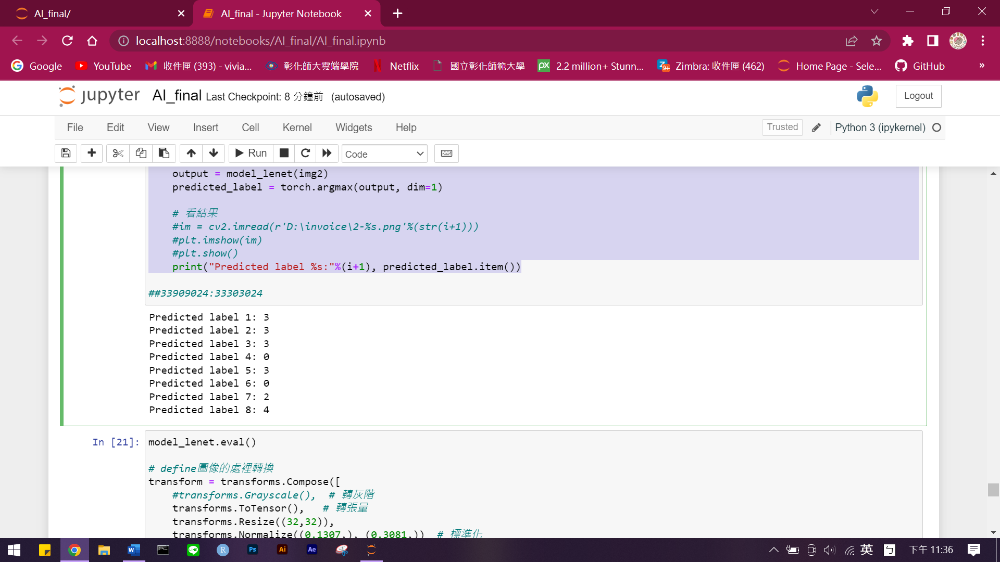 AI_final/
AI_final - Jupyter Notebook
localhost:8888/notebooks/AI_final/AI_final.ipynb
Google
YouTube
收件匣 (393) - vivia...
彰化師大雲端學院
Netflix
國立彰化師範大學
2.2 million+ Stunn...
Zimbra: 收件匣 (462)
Home Page - Sele...
GitHub
»
jupyter
AI_final Last Checkpoint: 8 分鐘前 (autosaved)
Logout
File Edit View Insert Cell Kernel Widgets Help
Trusted
Python 3 (ipykernel)
Run
Code
output = model_lenet(img2)
predicted_label = torch.argmax(output, dim=1)
# 看結果
#im = cv2.imread(r'D:\invoice\2-%s.png'%(str(i+1)))
#plt.imshow(im)
#plt.show()
print("Predicted label %s:"%(i+1), predicted_label.item())
##33909024:33303024
Predicted label 1: 3
Predicted label 2: 3
Predicted label 3: 3
Predicted label 4: 0
Predicted label 5: 3
Predicted label 6: 0
Predicted label 7: 2
Predicted label 8: 4
In [21]:
model_lenet.eval()
# define圖像的處裡轉換
transform = transforms.Compose([
#transforms.Grayscale(), # 轉灰階
transforms.ToTensor(), # 轉張量
transforms.Resize((32,32)),
transforms.Normalize((0.1307,), (0.3081,)) # 標準化
英
ㄅ
下午 11:36